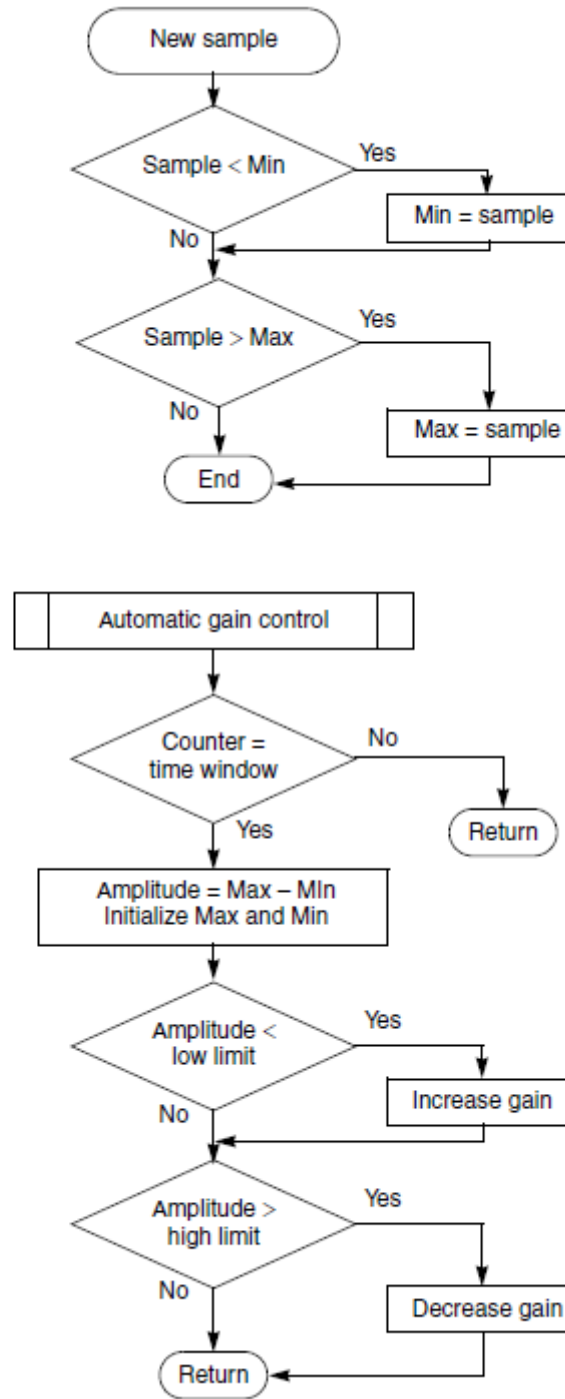 New sample
Sample < Min
Yes
Min = sample
No
Sample > Max
Yes
Max = sample
No
End
Automatic gain control
Counter =
time window
No
Return
Yes
Amplitude = Max – MIn
Initialize Max and Min
Amplitude <
low limit
Yes
Increase gain
No
Amplitude >
high limit
Yes
Decrease gain
No
Return